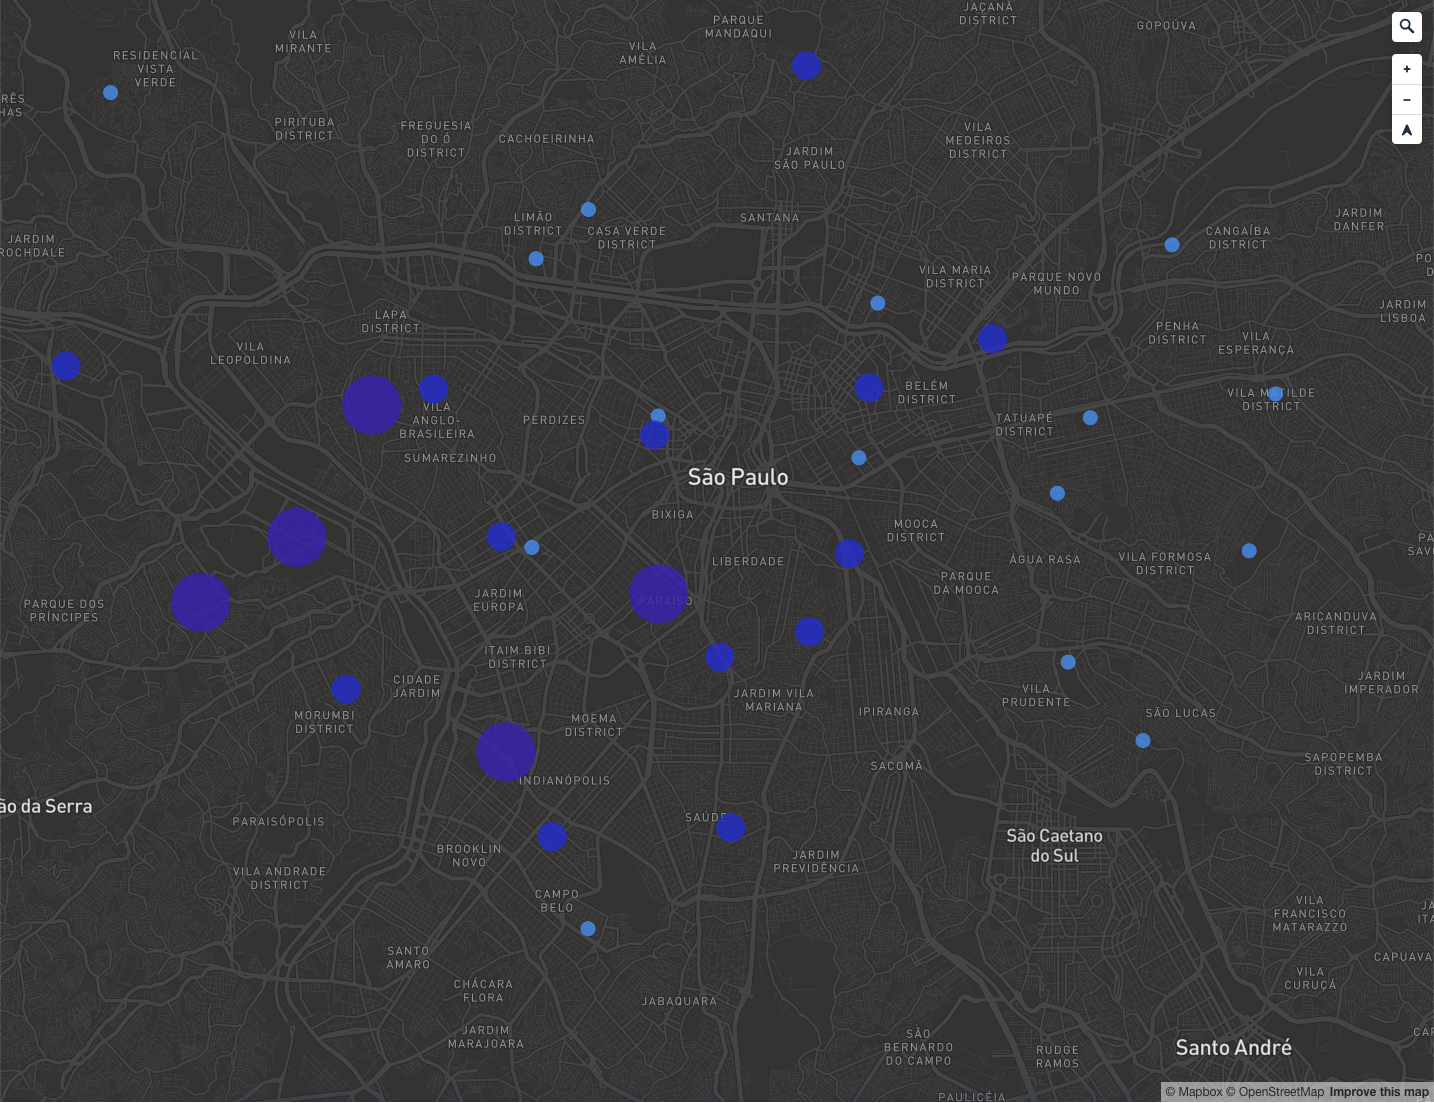 JAÇANÃ
DISTRICT
PARQUE
MANDAQUI
GOPOÚVA
VILA
MIRANTE
VILA
AMÉLIA
RESIDENCIAL
VISTA
VERDE
RÊS
HAS
PIRITUBA
DISTRICT
FREGUESIA
DO Ó
DISTRICT
CACHOEIRINHA
VILA
MEDEIROS
DISTRICT
JARDIM
SÃO PAULO
LIMÃO
DISTRICT
CASA VERDE
DISTRICT
SANTANA
JARDIM
DANFER
CANGAÍBA
DISTRICT
JARDIM
ROCHDALE
VILA MARIA
DISTRICT
PARQUE NOVO
MUNDO
PO
D
JARDIM
LISBOA
LAPA
DISTRICT
VILA
LEOPOLDINA
PENHA
DISTRICT
VILA
ESPERANÇA
BELÉM
DISTRICT
VILA MATILDE
DISTRICT
VILA
ANGLO-
BRASILEIRA
PERDIZES
TATUAPÉ
DISTRICT
SUMAREZINHO
São Paulo
BIXIGA
MOOCA
DISTRICT
PA
SAVO
LIBERDADE
ÁGUA RASA
VILA FORMOSA
DISTRICT
PARQUE
DA MOOCA
JARDIM
EUROPA
PARAÍSO
PARQUE DOS
PRÍNCIPES
ARICANDUVA
DISTRICT
ITAIM BIBI
DISTRICT
CIDADE
JARDIM
JARDIM VILA
MARIANA
VILA
PRUDENTE
JARDIM
IMPERADOR
MORUMBI
DISTRICT
MOEMA
DISTRICT
IPIRANGA
SÃO LUCAS
SACOMÃ
SAPOPEMBA
DISTRICT
INDIANÓPOLIS
ão da Serra
PARAISÓPOLIS
SAÚDE
São Caetano
do Sul
BROOKLIN
NOVO
JARDIM
PREVIDÊNCIA
VILA ANDRADE
DISTRICT
CAMPO
BELO
VILA
FRANCISCO
MATARAZZO
JA
ITA
SANTO
AMARO
CAPUAVA
CHÁCARA
FLORA
VILA
CURUÇÁ
JABAQUARA
JARDIM
MARAJOARA
SÃO
BERNARDO
DO CAMPO
RUDGE
RAMOS
Santo André
CAP
PAULICÉIA
© Mapbox © OpenStreetMap Improve this map